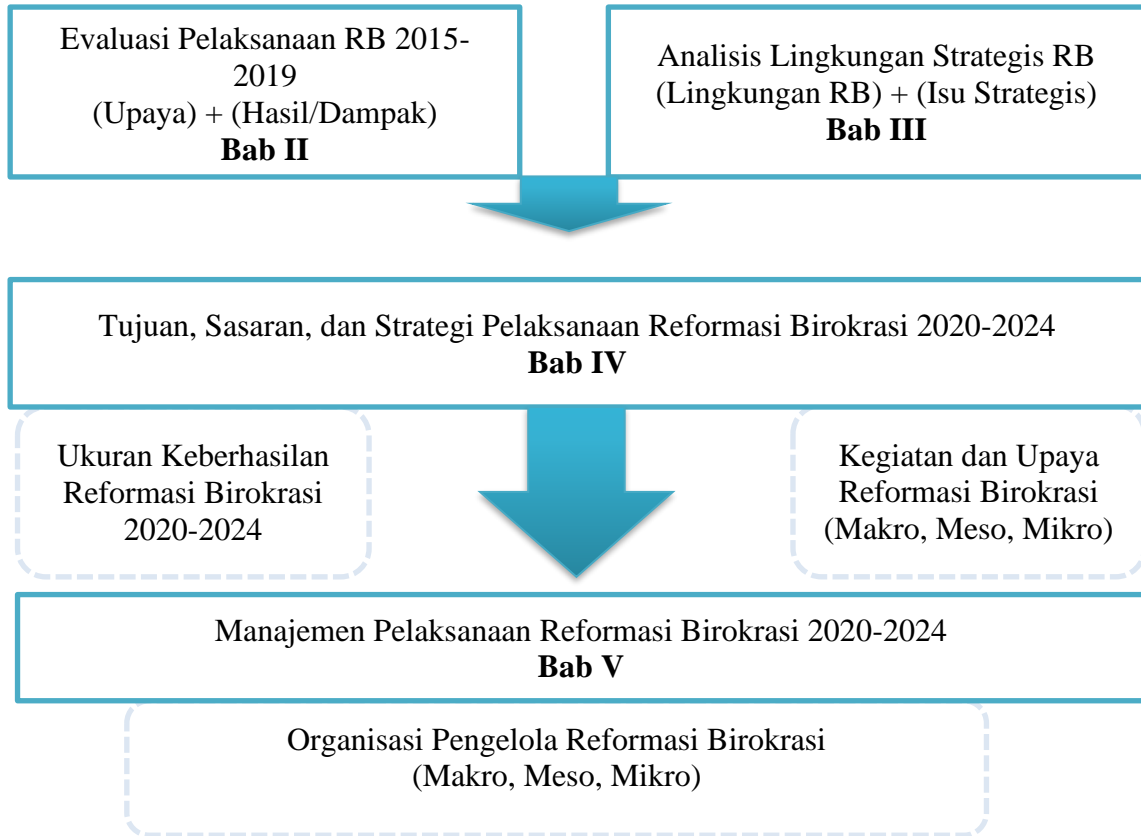 Evaluasi Pelaksanaan RB 2015-
2019
(Upaya) + (Hasil/Dampak)
Bab II
Analisis Lingkungan Strategis RB
(Lingkungan RB) + (Isu Strategis)
Bab III
Tujuan, Sasaran, dan Strategi Pelaksanaan Reformasi Birokrasi 2020-2024
Bab IV
Ukuran Keberhasilan
Reformasi Birokrasi
2020-2024
Kegiatan dan Upaya
Reformasi Birokrasi
(Makro, Meso, Mikro)
Manajemen Pelaksanaan Reformasi Birokrasi 2020-2024
Bab V
Organisasi Pengelola Reformasi Birokrasi
(Makro, Meso, Mikro)